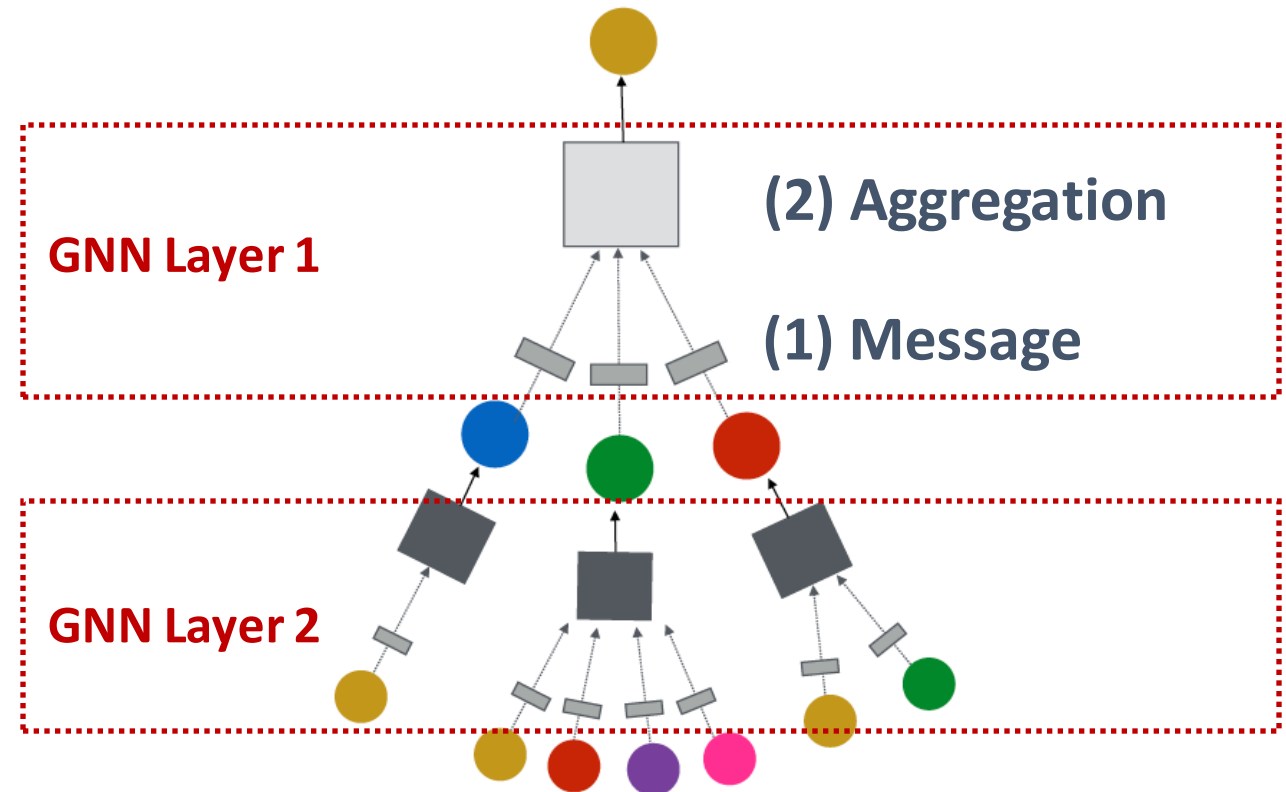 (2) Aggregation
GNN Layer 1
(1) Message
GNN Layer 2